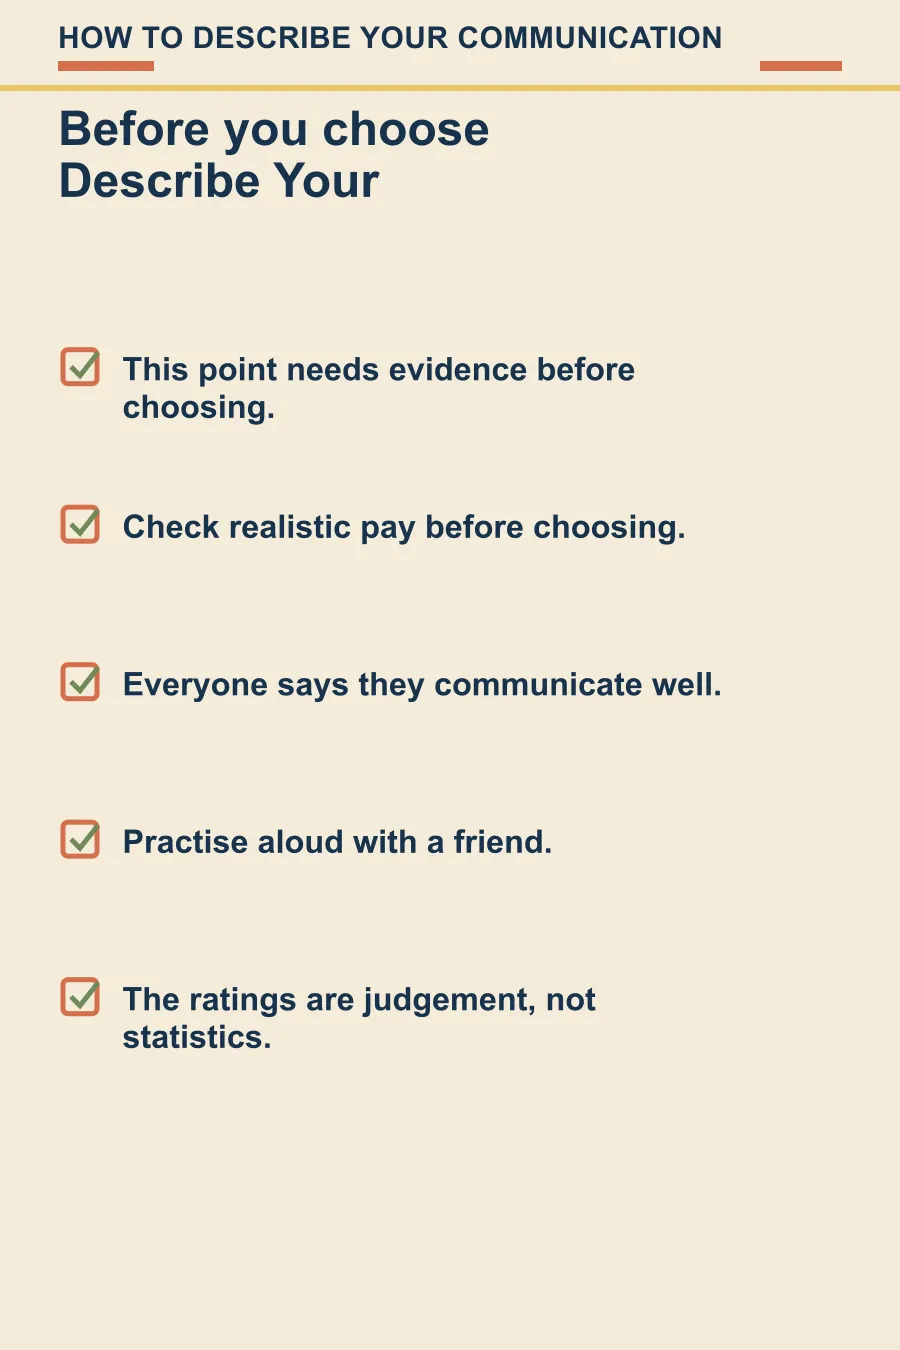 HOW TO DESCRIBE YOUR COMMUNICATION
Before you choose
Describe Your
This point needs evidence before
choosing.
Check realistic pay before choosing.
Everyone says they communicate well.
Practise aloud with a friend.
The ratings are judgement, not
statistics.